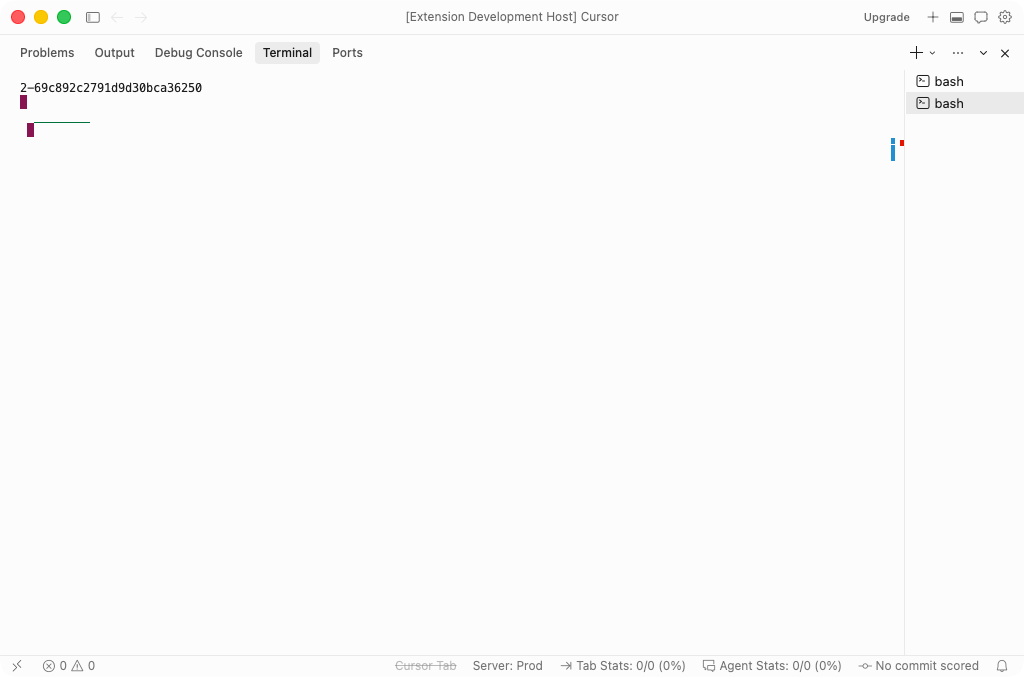 [Extension Development Host] Cursor
Upgrade
Problems Output Debug Console Terminal Ports
2-69c892c2791d9d30bca36250
bash
bash
0 0 Cursor Tab Server: Prod Tab Stats: 0/0 (0%) Agent Stats: 0/0 (0%) No commit scored